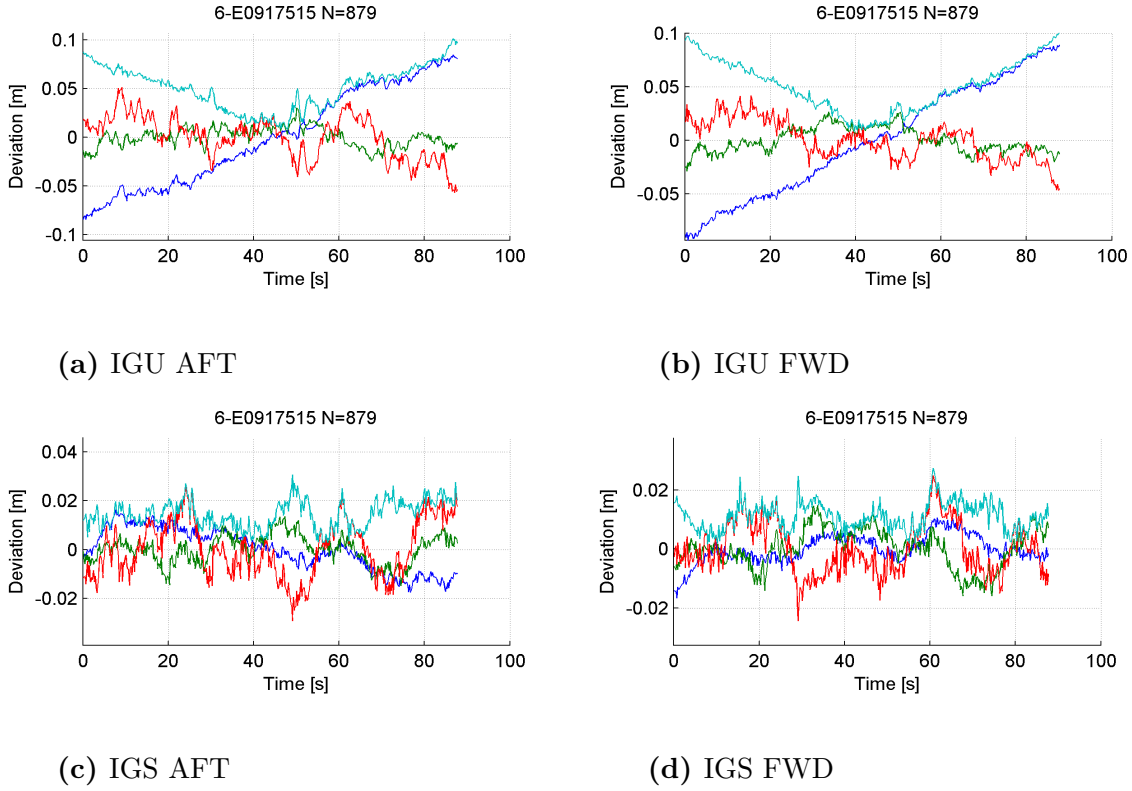 6-E0917515 N=879
0.1
0.05
0
-0.05
-0.1
Deviation [m]
0 20 40 60 80 100
Time [s]
(a) IGU AFT
6-E0917515 N=879
0.1
0.05
0
-0.05
Deviation [m]
0 20 40 60 80 100
Time [s]
(b) IGU FWD
6-E0917515 N=879
0.04
0.02
0
-0.02
Deviation [m]
0 20 40 60 80 100
Time [s]
(c) IGS AFT
6-E0917515 N=879
0.02
0
-0.02
Deviation [m]
0 20 40 60 80 100
Time [s]
(d) IGS FWD